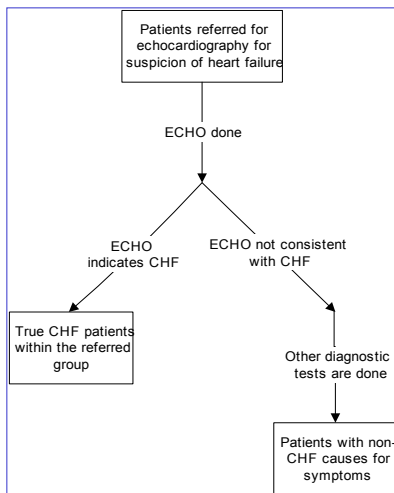 Patients referred for
echocardiography for
suspicion of heart failure
ECHO done
ECHO
indicates CHF
ECHO not consistent
with CHF
True CHF patients
within the referred
group
Other diagnostic
tests are done
Patients with non-
CHF causes for
symptoms